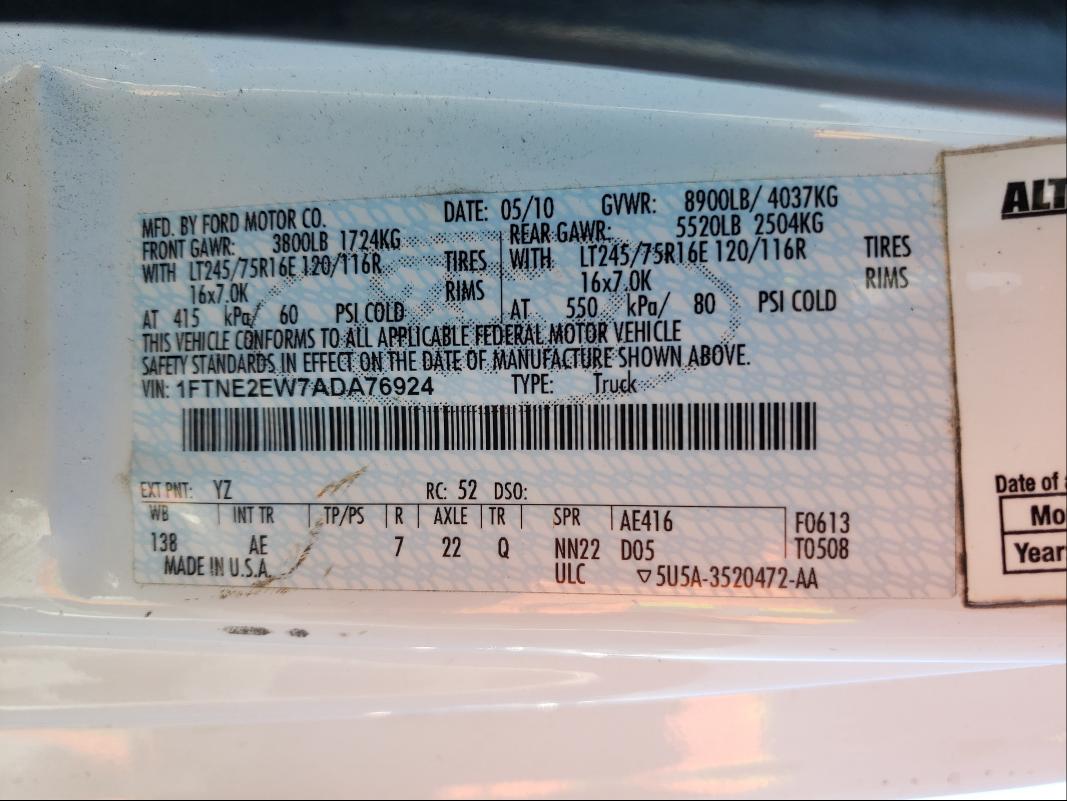 MFD. BY FORD MOTOR CO. DATE: 05/10 GVWR: 8900LB/ 4037KG
FRONT GAWR: 3800LB 1724KG REAR GAWR: 5520LB 2504KG
WITH LT245/75R16E 120/116R TIRES WITH LT245/75R16E 120/116R TIRES
16x7.0K RIMS 16x7.0K RIMS
AT 415 kPa/ 60 PSI COLD AT 550 kPa/ 80 PSI COLD
THIS VEHICLE CONFORMS TO ALL APPLICABLE FEDERAL MOTOR VEHICLE
SAFETY STANDARDS IN EFFECT ON THE DATE OF MANUFACTURE SHOWN ABOVE.
VIN: 1FTNE2EW7ADA76924 TYPE: Truck
EXT PNT: YZ RC: 52 DSO:
WB INT TR TP/PS R AXLE TR SPR AE416 F0613
138 AE 7 22 Q NN22 D05 T0508
MADE IN U.S.A. ULC ▽5U5A-3520472-AA
ALT
Date of
Mo
Year